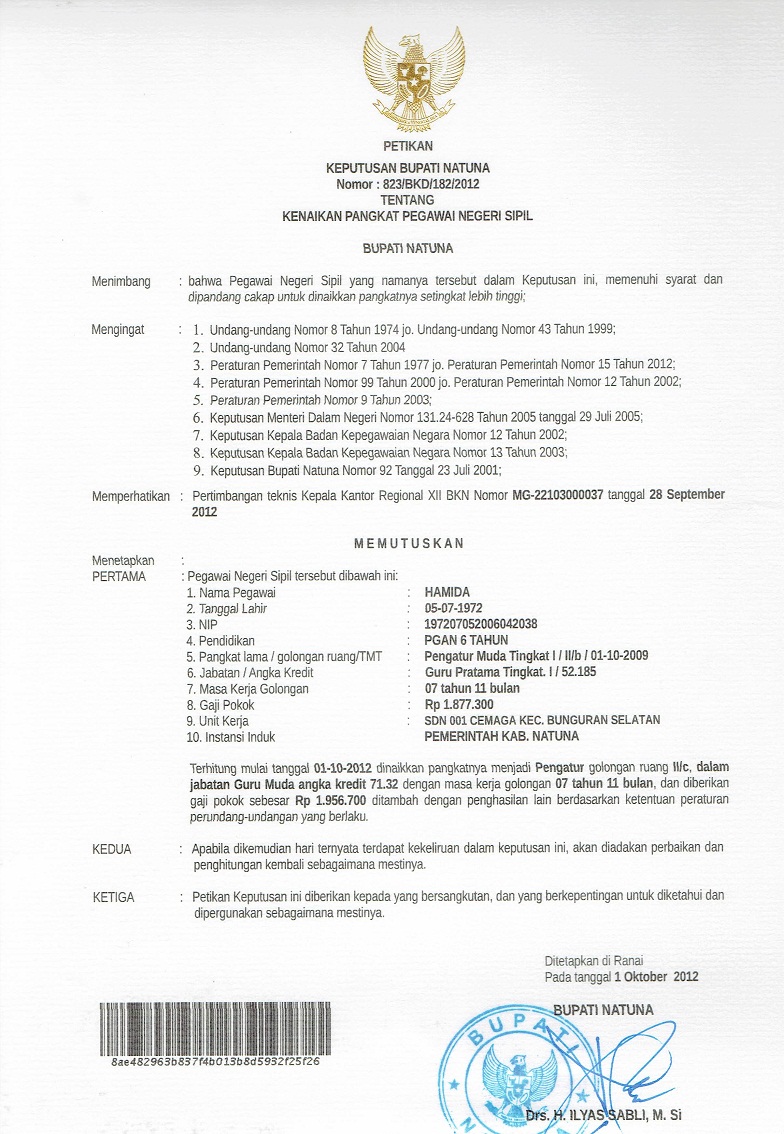 PETIKAN
KEPUTUSAN BUPATI NATUNA
Nomor : 823/BKD/182/2012
TENTANG
KENAIKAN PANGKAT PEGAWAI NEGERI SIPIL
BUPATI NATUNA
Menimbang : bahwa Pegawai Negeri Sipil yang namanya tersebut dalam Keputusan ini, memenuhi syarat dan
dipandang cakap untuk dinaikkan pangkatnya setingkat lebih tinggi;
Mengingat : 1. Undang-undang Nomor 8 Tahun 1974 jo. Undang-undang Nomor 43 Tahun 1999;
2. Undang-undang Nomor 32 Tahun 2004
3. Peraturan Pemerintah Nomor 7 Tahun 1977 jo. Peraturan Pemerintah Nomor 15 Tahun 2012;
4. Peraturan Pemerintah Nomor 99 Tahun 2000 jo. Peraturan Pemerintah Nomor 12 Tahun 2002;
5. Peraturan Pemerintah Nomor 9 Tahun 2003;
6. Keputusan Menteri Dalam Negeri Nomor 131.24-628 Tahun 2005 tanggal 29 Juli 2005;
7. Keputusan Kepala Badan Kepegawaian Negara Nomor 12 Tahun 2002;
8. Keputusan Kepala Badan Kepegawaian Negara Nomor 13 Tahun 2003;
9. Keputusan Bupati Natuna Nomor 92 Tanggal 23 Juli 2001;
Memperhatikan : Pertimbangan teknis Kepala Kantor Regional XII BKN Nomor MG-22103000037 tanggal 28 September
2012
MEMUTUSKAN
Menetapkan :
PERTAMA : Pegawai Negeri Sipil tersebut dibawah ini:
1. Nama Pegawai : HAMIDA
2. Tanggal Lahir : 05-07-1972
3. NIP : 197207052006042038
4. Pendidikan : PGAN 6 TAHUN
5. Pangkat lama / golongan ruang/TMT : Pengatur Muda Tingkat I / II/b / 01-10-2009
6. Jabatan / Angka Kredit : Guru Pratama Tingkat. I / 52.185
7. Masa Kerja Golongan : 07 tahun 11 bulan
8. Gaji Pokok : Rp 1.877.300
9. Unit Kerja : SDN 001 CEMAGA KEC. BUNGURAN SELATAN
10. Instansi Induk PEMERINTAH KAB. NATUNA
Terhitung mulai tanggal 01-10-2012 dinaikkan pangkatnya menjadi Pengatur golongan ruang II/c, dalam
jabatan Guru Muda angka kredit 71.32 dengan masa kerja golongan 07 tahun 11 bulan, dan diberikan
gaji pokok sebesar Rp 1.956.700 ditambah dengan penghasilan lain berdasarkan ketentuan peraturan
perundang-undangan yang berlaku.
KEDUA : Apabila dikemudian hari ternyata terdapat kekeliruan dalam keputusan ini, akan diadakan perbaikan dan
penghitungan kembali sebagaimana mestinya.
KETIGA : Petikan Keputusan ini diberikan kepada yang bersangkutan, dan yang berkepentingan untuk diketahui dan
dipergunakan sebagaimana mestinya.
Ditetapkan di Ranai
Pada tanggal 1 Oktober 2012
BUPATI NATUNA
8ae482963b837f4b013b8d5932f25f26
BUPATI
Drs. H. ILYAS SABLI, M. Si